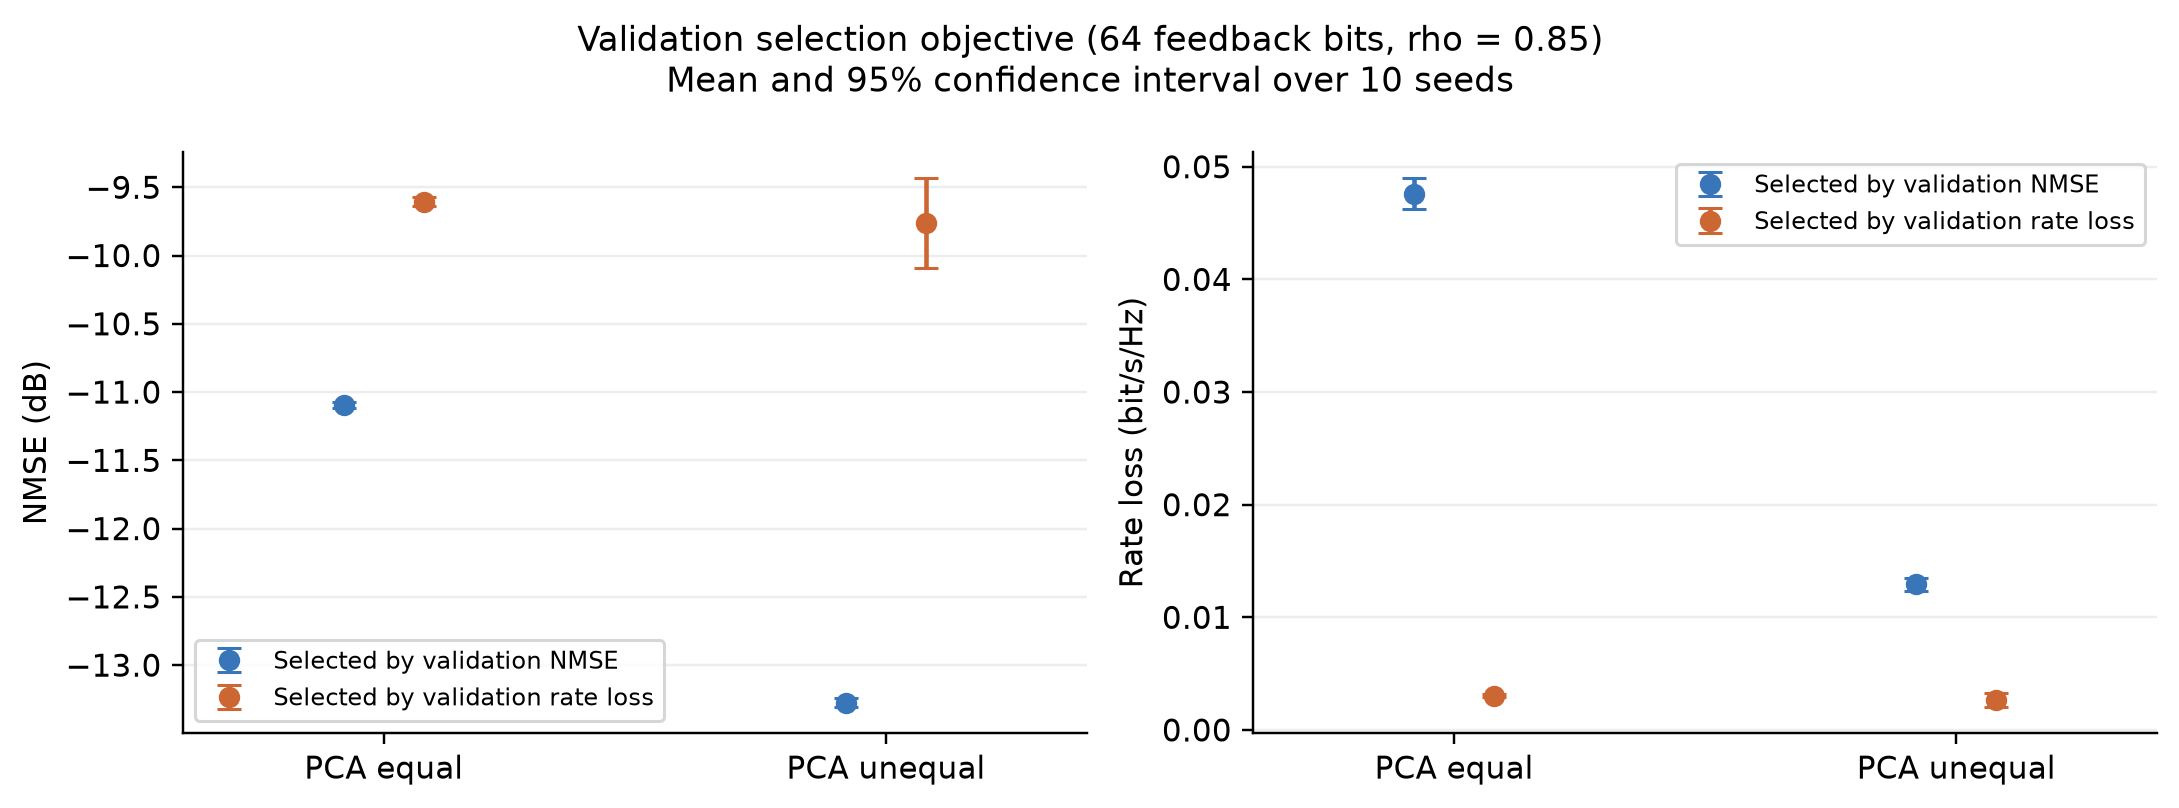 Validation selection objective (64 feedback bits, rho = 0.85)
Mean and 95% confidence interval over 10 seeds
NMSE (dB)
−9.5
−10.0
−10.5
−11.0
−11.5
−12.0
−12.5
−13.0
Selected by validation NMSE
Selected by validation rate loss
PCA equal
PCA unequal
Rate loss (bit/s/Hz)
0.05
0.04
0.03
0.02
0.01
0.00
Selected by validation NMSE
Selected by validation rate loss
PCA equal
PCA unequal